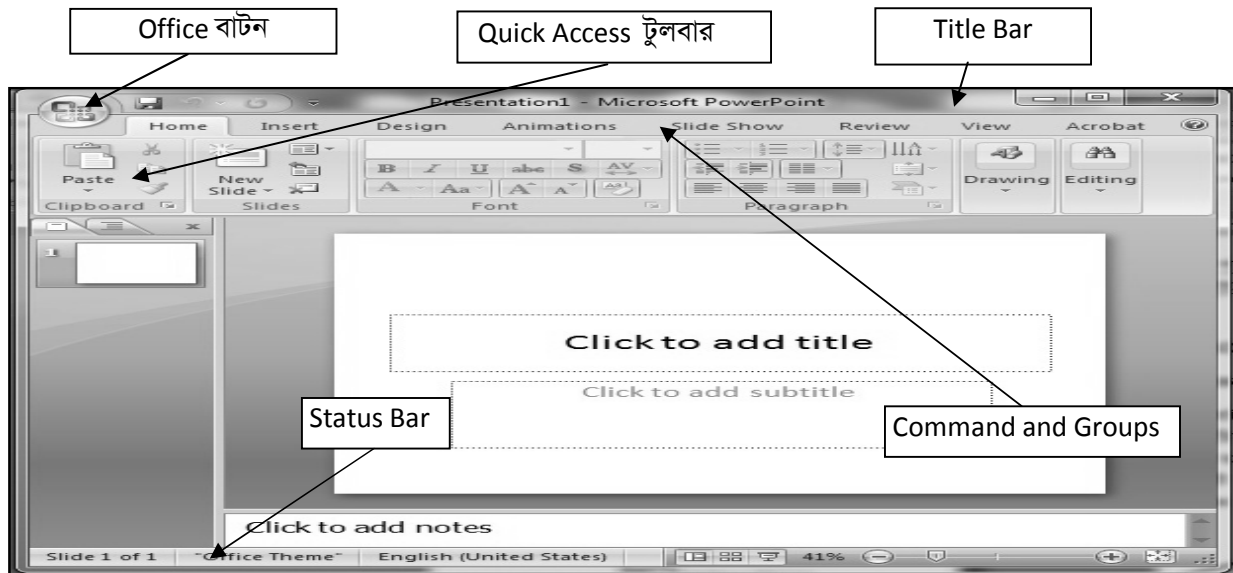 Office বাটন
Quick Access টুলবার
Title Bar
Presentation1 - Microsoft PowerPoint
Home Insert Design Animations Slide Show Review View Acrobat
Paste
New Slide
B I U abc S AV
A Aa A A
Drawing
Editing
Clipboard Slides Font Paragraph
1
Click to add title
Click to add subtitle
Status Bar
Command and Groups
Click to add notes
Slide 1 of 1 "Office Theme" English (United States) 41%